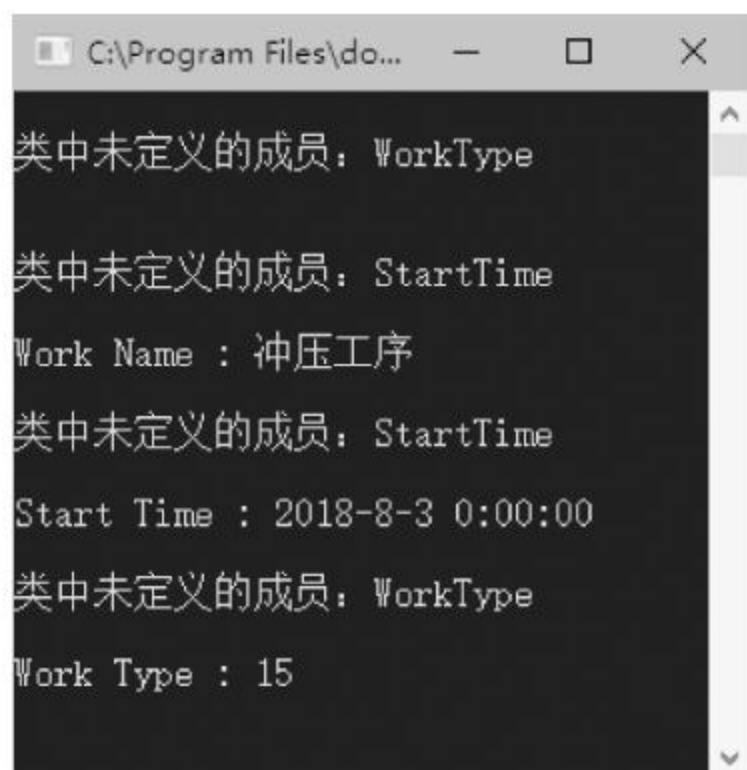 C:\Program Files\do...
类中未定义的成员：WorkType
类中未定义的成员：StartTime
Work Name : 冲压工序
类中未定义的成员：StartTime
Start Time : 2018-8-3 0:00:00
类中未定义的成员：WorkType
Work Type : 15